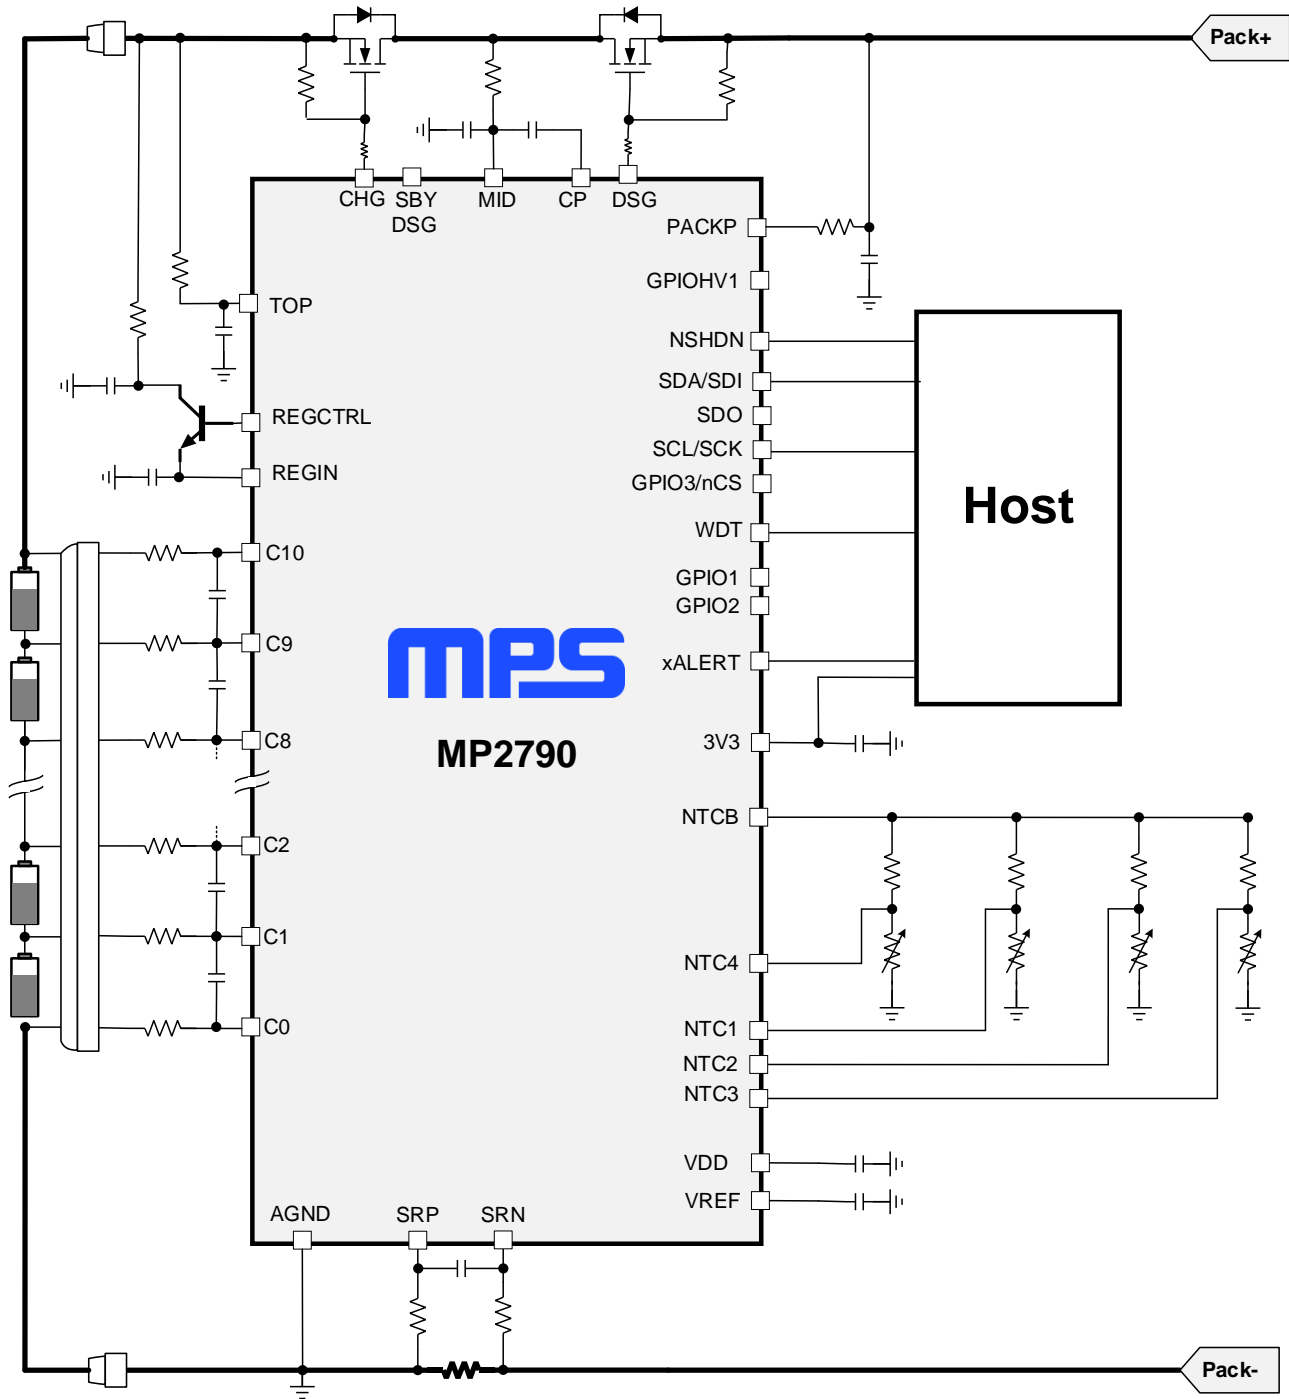 Pack+
CHG
SBY
DSG
MID
CP
DSG
PACKP
GPIOHV1
TOP
NSHDN
SDA/SDI
REGCTRL
SDO
SCL/SCK
REGIN
GPIO3/nCS
Host
WDT
C10
GPIO1
GPIO2
C9
mPS
xALERT
C8
3V3
MP2790
NTCB
C2
C1
NTC4
C0
NTC1
NTC2
NTC3
VDD
VREF
AGND
SRP
SRN
Pack-